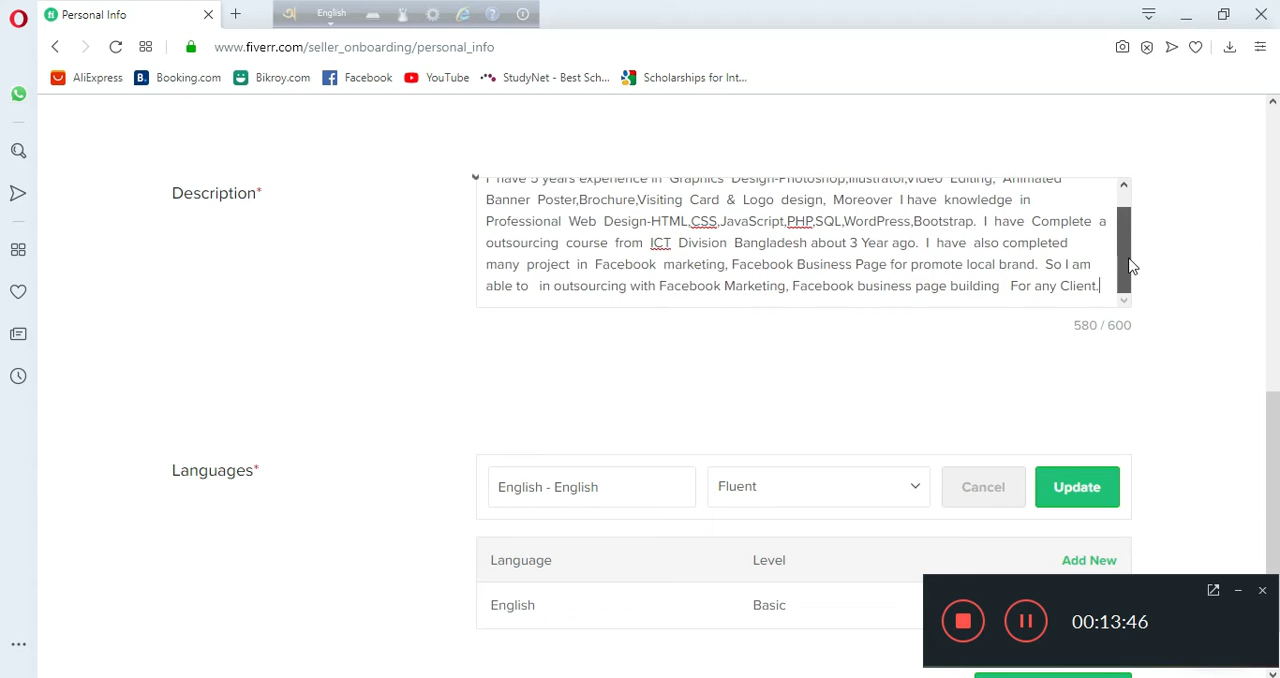 Personal Info
English
www.fiverr.com/seller_onboarding/personal_info
AliExpress
Booking.com
Bikroy.com
Facebook
YouTube
StudyNet - Best Sch...
Scholarships for Int...
Description*
I have 5 years experience in Graphics Design-Photoshop,Illustrator,Video Editing, Animated
Banner Poster,Brochure,Visiting Card & Logo design, Moreover I have knowledge in
Professional Web Design-HTML,CSS,JavaScript,PHP,SQL,WordPress,Bootstrap. I have Complete a
outsourcing course from ICT Division Bangladesh about 3 Year ago. I have also completed
many project in Facebook marketing, Facebook Business Page for promote local brand. So I am
able to in outsourcing with Facebook Marketing, Facebook business page building For any Client.
580 / 600
Languages*
English - English
Fluent
Cancel
Update
Language
Level
Add New
English
Basic
00:13:46